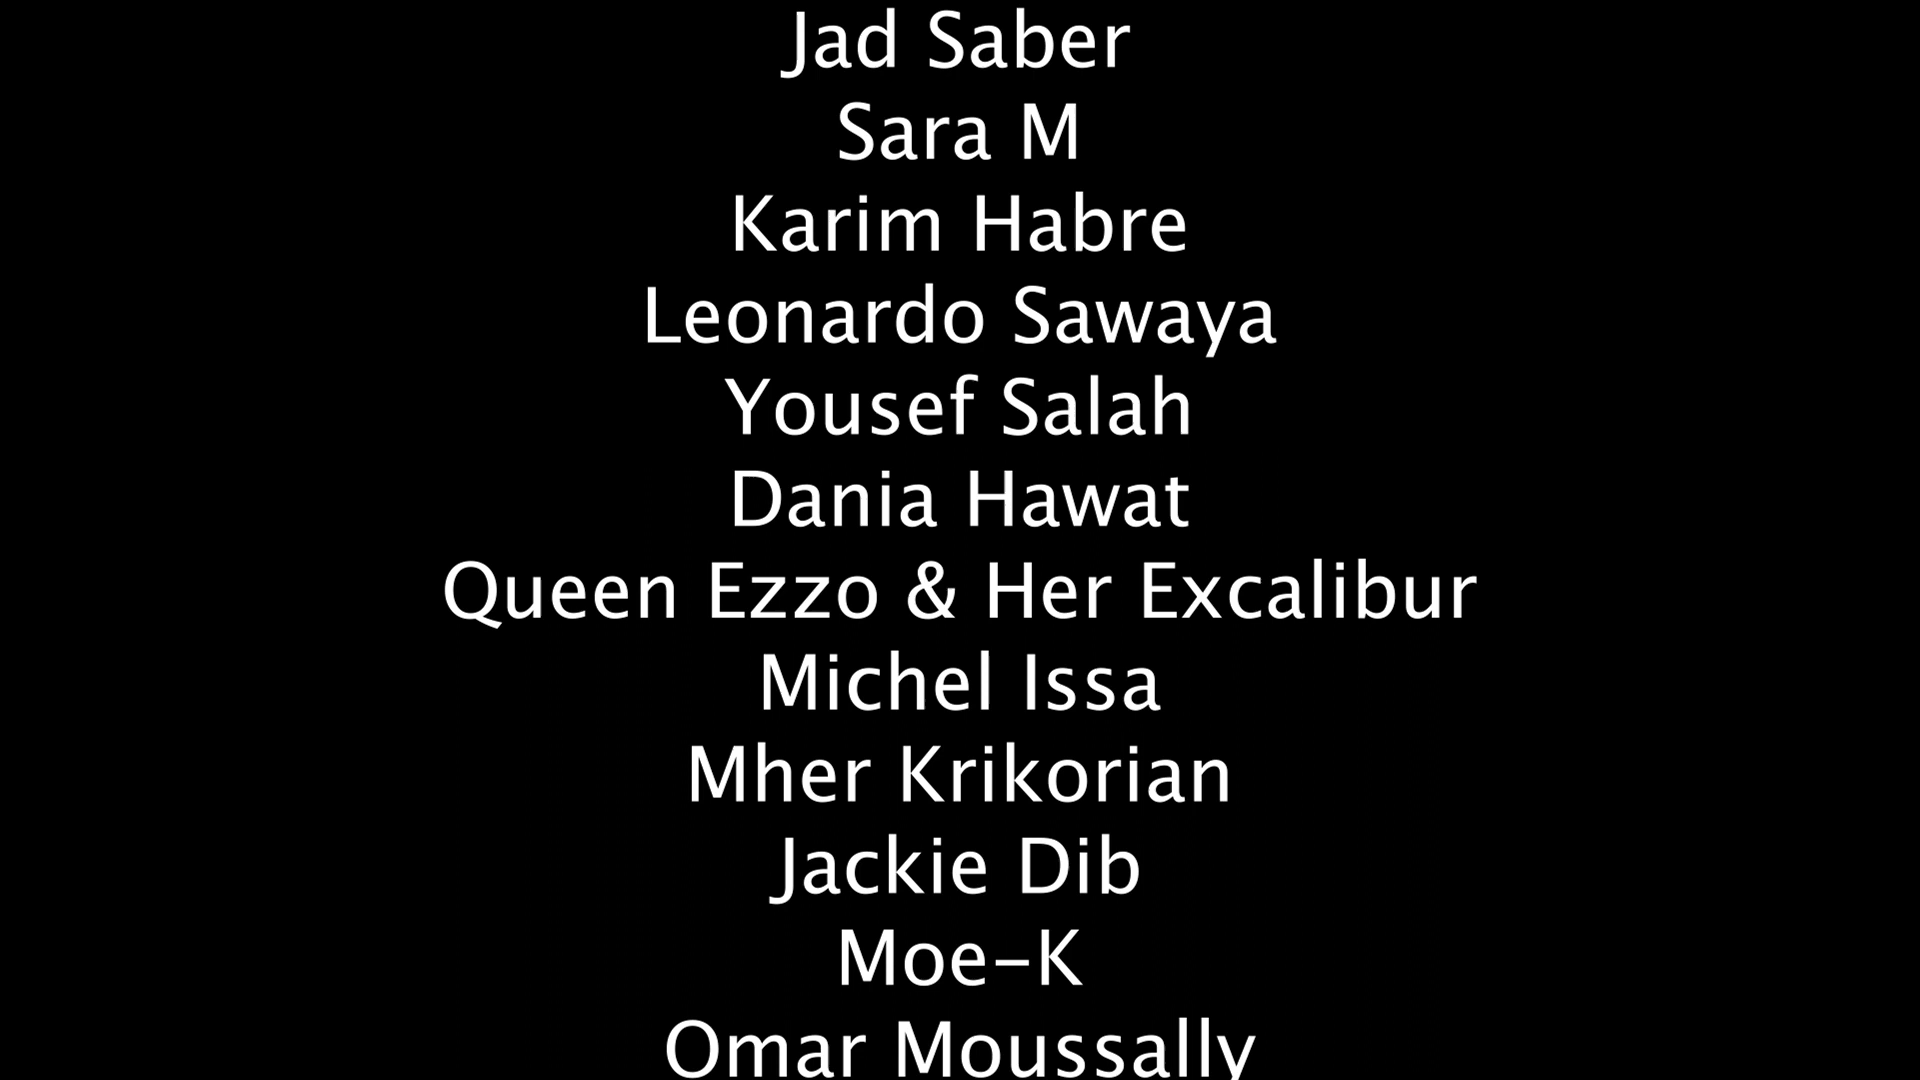 Jad Saber
Sara M
Karim Habre
Leonardo Sawaya
Yousef Salah
Dania Hawat
Queen Ezzo & Her Excalibur
Michel Issa
Mher Krikorian
Jackie Dib
Moe-K
Omar Moussally